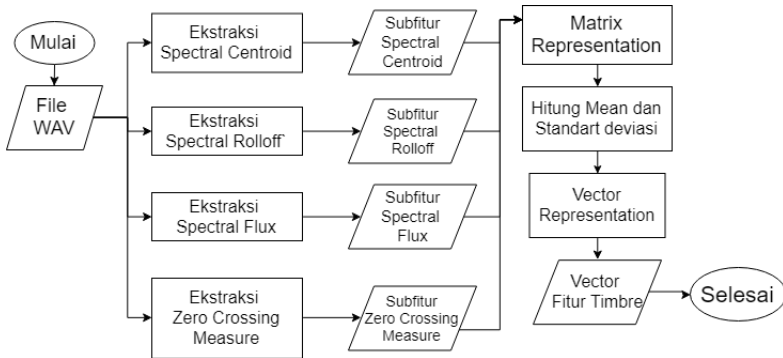 Mulai
File
WAV
Ekstraksi
Spectral Centroid
Subfitur
Spectral
Centroid
Ekstraksi
Spectral Rolloff`
Subfitur
Spectral
Rolloff
Ekstraksi
Spectral Flux
Subfitur
Spectral
Flux
Ekstraksi
Zero Crossing
Measure
Subfitur
Zero Crossing
Measure
Matrix
Representation
Hitung Mean dan
Standart deviasi
Vector
Representation
Vector
Fitur Timbre
Selesai